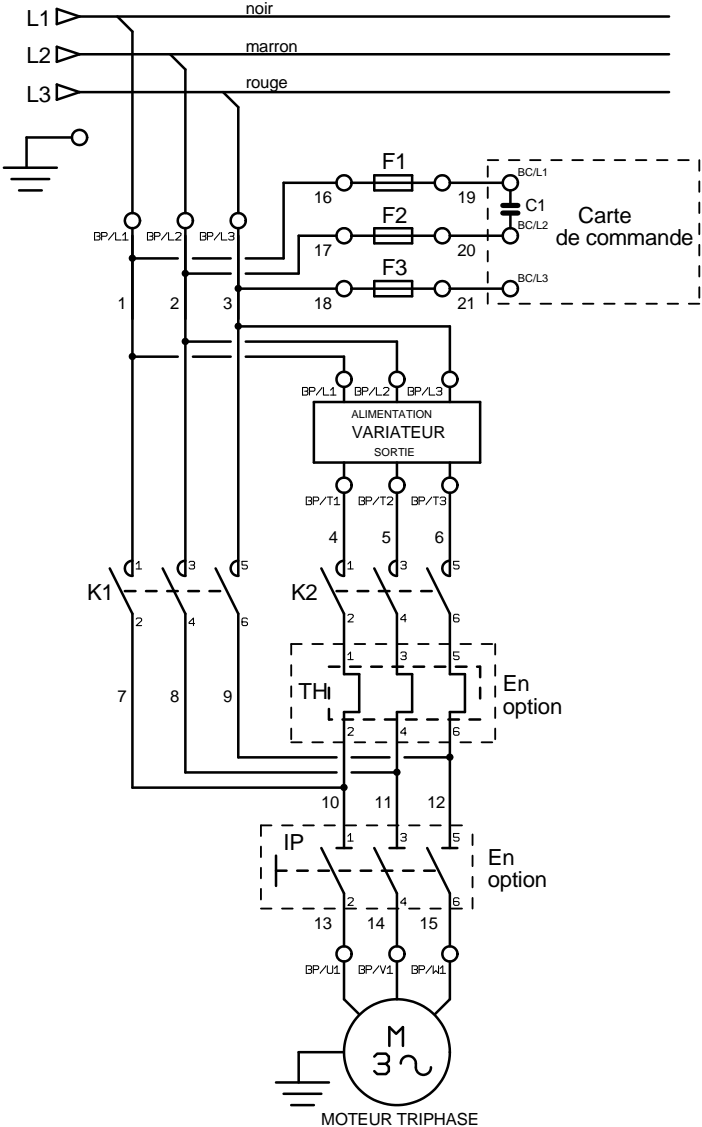 L1 noir
L2 marron
L3 rouge
F1
16 19 BC/L1
C1
Carte
de commande
F2
BP/L1 BP/L2 BP/L3 17 20 BC/L2
F3
1 2 3 18 21 BC/L3
BP/L1 BP/L2 BP/L3
ALIMENTATION
VARIATEUR
SORTIE
BP/T1 BP/T2 BP/T3
4 5 6
1 3 5 1 3 5
K1 K2
2 4 6 2 4 6
1 3 5
7 8 9 TH En
option
2 4 6
10 11 12
1 3 5
IP En
option
2 4 6
13 14 15
BP/U1 BP/V1 BP/W1
M
3
MOTEUR TRIPHASE